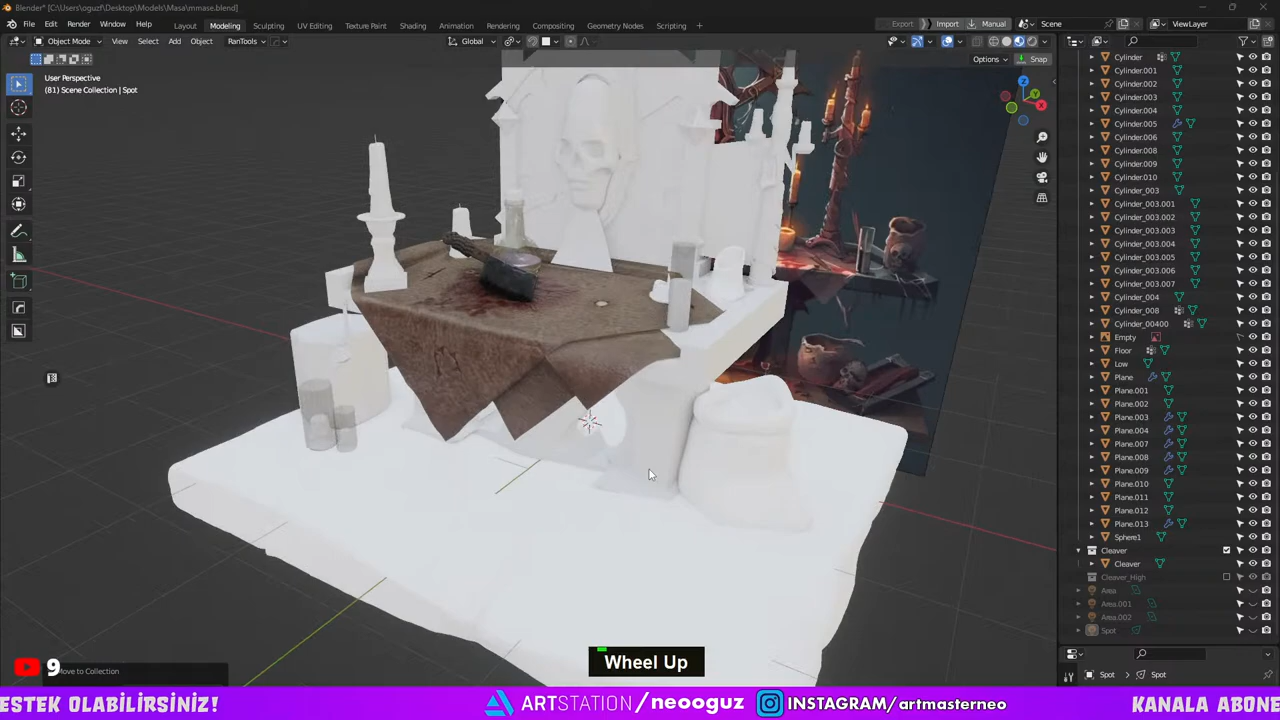 Blender* [C:\Users\oguzf\Desktop\Models\Masa\mmase.blend]
File Edit Render Window Help Layout Modeling Sculpting UV Editing Texture Paint Shading Animation Rendering Compositing Geometry Nodes Scripting + Export Import Manual Scene ViewLayer
Object Mode View Select Add Object RanTools Global
Options Snap
User Perspective
(81) Scene Collection | Spot
Z
Y
X
Cylinder
Cylinder.001
Cylinder.002
Cylinder.003
Cylinder.004
Cylinder.005
Cylinder.006
Cylinder.008
Cylinder.009
Cylinder.010
Cylinder_003
Cylinder_003.001
Cylinder_003.002
Cylinder_003.003
Cylinder_003.004
Cylinder_003.005
Cylinder_003.006
Cylinder_003.007
Cylinder_004
Cylinder_008
Cylinder_00400
Empty
Floor
Low
Plane
Plane.001
Plane.002
Plane.003
Plane.004
Plane.007
Plane.008
Plane.009
Plane.010
Plane.011
Plane.012
Plane.013
Sphere1
Cleaver
Cleaver
Cleaver_High
Area
Area.001
Area.002
Spot
Spot > Spot
Wheel Up
9
Move to Collection
ESTEK OLABİLİRSİNİZ! ARTSTATION/neooguz INSTAGRAM/artmasterneo KANALA ABONE